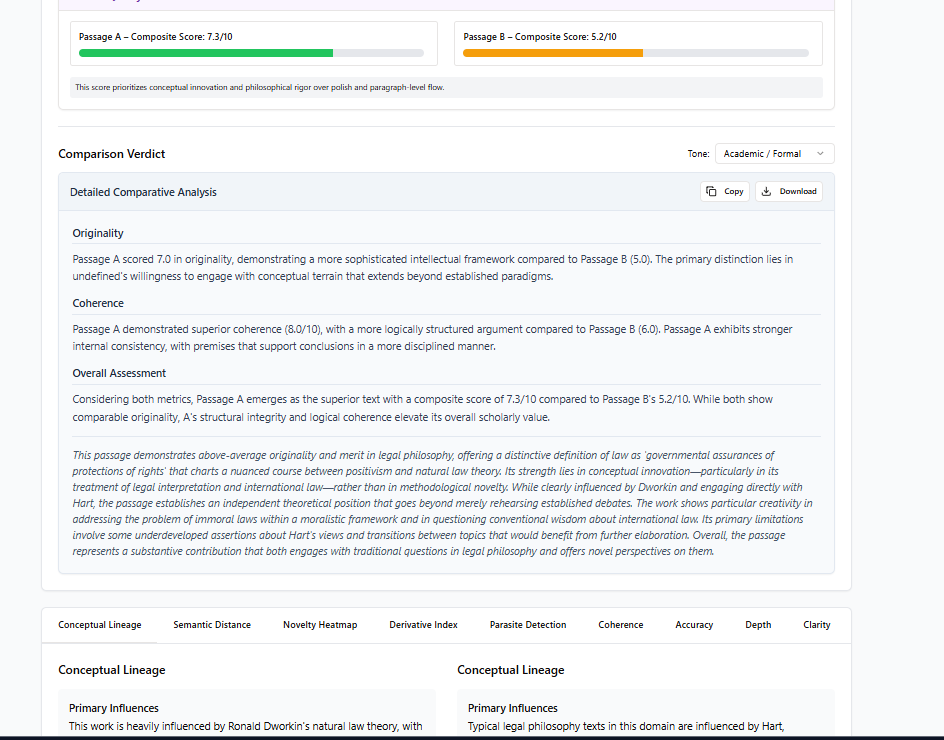 Passage A – Composite Score: 7.3/10
Passage B – Composite Score: 5.2/10
This score prioritizes conceptual innovation and philosophical rigor over polish and paragraph-level flow.
Comparison Verdict
Tone:
Academic / Formal
Detailed Comparative Analysis
Copy
Download
Originality
Passage A scored 7.0 in originality, demonstrating a more sophisticated intellectual framework compared to Passage B (5.0). The primary distinction lies in
undefined's willingness to engage with conceptual terrain that extends beyond established paradigms.
Coherence
Passage A demonstrated superior coherence (8.0/10), with a more logically structured argument compared to Passage B (6.0). Passage A exhibits stronger
internal consistency, with premises that support conclusions in a more disciplined manner.
Overall Assessment
Considering both metrics, Passage A emerges as the superior text with a composite score of 7.3/10 compared to Passage B's 5.2/10. While both show
comparable originality, A's structural integrity and logical coherence elevate its overall scholarly value.
This passage demonstrates above-average originality and merit in legal philosophy, offering a distinctive definition of law as 'governmental assurances of
protections of rights' that charts a nuanced course between positivism and natural law theory. Its strength lies in conceptual innovation—particularly in its
treatment of legal interpretation and international law—rather than in methodological novelty. While clearly influenced by Dworkin and engaging directly with
Hart, the passage establishes an independent theoretical position that goes beyond merely rehearsing established debates. The work shows particular creativity in
addressing the problem of immoral laws within a moralistic framework and in questioning conventional wisdom about international law. Its primary limitations
involve some underdeveloped assertions about Hart's views and transitions between topics that would benefit from further elaboration. Overall, the passage
represents a substantive contribution that both engages with traditional questions in legal philosophy and offers novel perspectives on them.
Conceptual Lineage
Semantic Distance
Novelty Heatmap
Derivative Index
Parasite Detection
Coherence
Accuracy
Depth
Clarity
Conceptual Lineage
Primary Influences
This work is heavily influenced by Ronald Dworkin's natural law theory, with
Conceptual Lineage
Primary Influences
Typical legal philosophy texts in this domain are influenced by Hart,